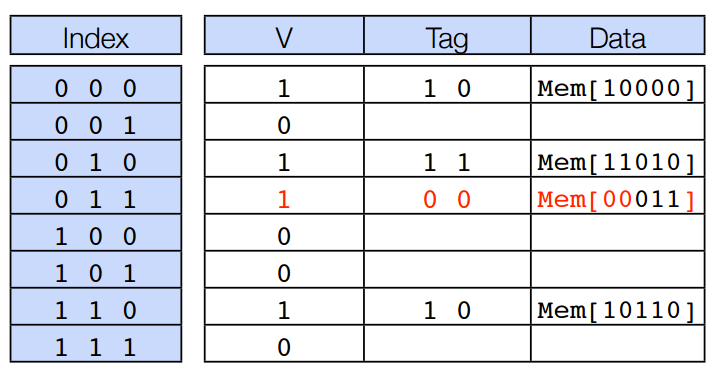 Index V Tag Data
0 0 0 1 1 0 Mem[10000]
0 0 1 0
0 1 0 1 1 1 Mem[11010]
0 1 1 1 0 0 Mem[00011]
1 0 0 0
1 0 1 0
1 1 0 1 1 0 Mem[10110]
1 1 1 0